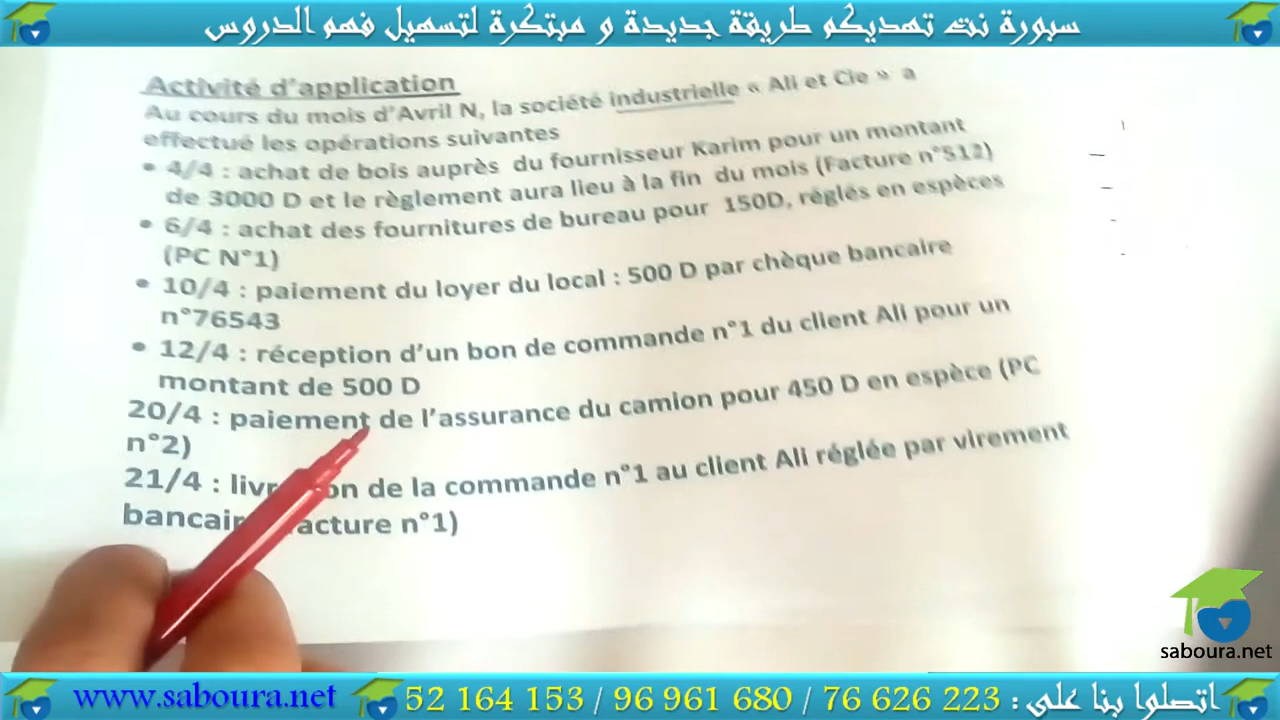 سبورة نت تهديكم طريقة جديدة و مبتكرة لتسهيل فهم الدروس
Activité d'application
Au cours du mois d'Avril N, la société industrielle « Ali et Cie » a
effectué les opérations suivantes
• 4/4 : achat de bois auprès du fournisseur Karim pour un montant
de 3000 D et le règlement aura lieu à la fin du mois (Facture n°512)
• 6/4 : achat des fournitures de bureau pour 150D, réglés en espèces
(PC N°1)
• 10/4 : paiement du loyer du local : 500 D par chèque bancaire
n°76543
• 12/4 : réception d'un bon de commande n°1 du client Ali pour un
montant de 500 D
20/4 : paiement de l'assurance du camion pour 450 D en espèce (PC
n°2)
21/4 : de la commande n°1 au client Ali réglée par virement
n°1)
saboura.net
www.saboura.net
52 164 153 / 96 961 680 / 76 626 223 : اتصلوا بنا على